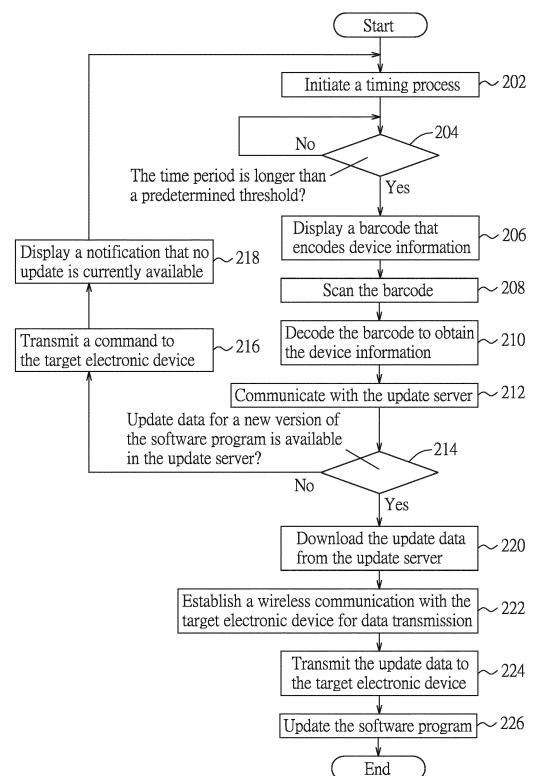 Start
Initiate a timing process
202
204
No
The time period is longer than
a predetermined threshold?
Yes
Display a barcode that
encodes device information
206
Display a notification that no
update is currently available
218
Scan the barcode
208
Decode the barcode to obtain
the device information
210
Transmit a command to
the target electronic device
216
Communicate with the update server
212
Update data for a new version of
the software program is available
in the update server?
214
No
Yes
Download the update data
from the update server
220
Establish a wireless communication with the
target electronic device for data transmission
222
Transmit the update data to
the target electronic device
224
Update the software program
226
End